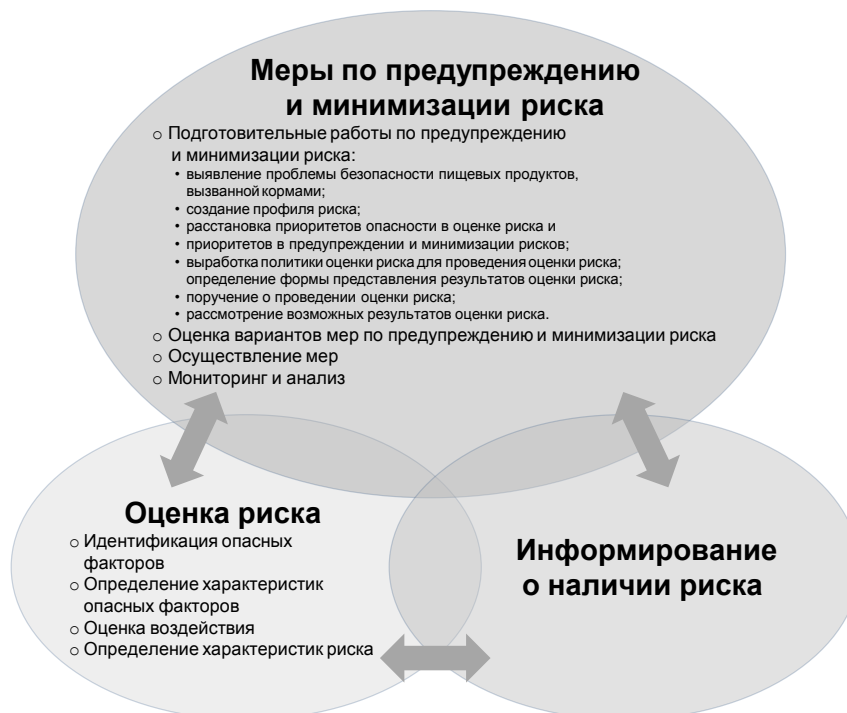 Меры по предупреждению
и минимизации риска
o Подготовительные работы по предупреждению
и минимизации риска:
• выявление проблемы безопасности пищевых продуктов,
вызванной кормами;
• создание профиля риска;
• расстановка приоритетов опасности в оценке риска и
• приоритетов в предупреждении и минимизации рисков;
• выработка политики оценки риска для проведения оценки риска;
определение формы представления результатов оценки риска;
• поручение о проведении оценки риска;
• рассмотрение возможных результатов оценки риска.
o Оценка вариантов мер по предупреждению и минимизации риска
o Осуществление мер
o Мониторинг и анализ
Оценка риска
o Идентификация опасных
факторов
o Определение характеристик
опасных факторов
o Оценка воздействия
o Определение характеристик риска
Информирование
о наличии риска